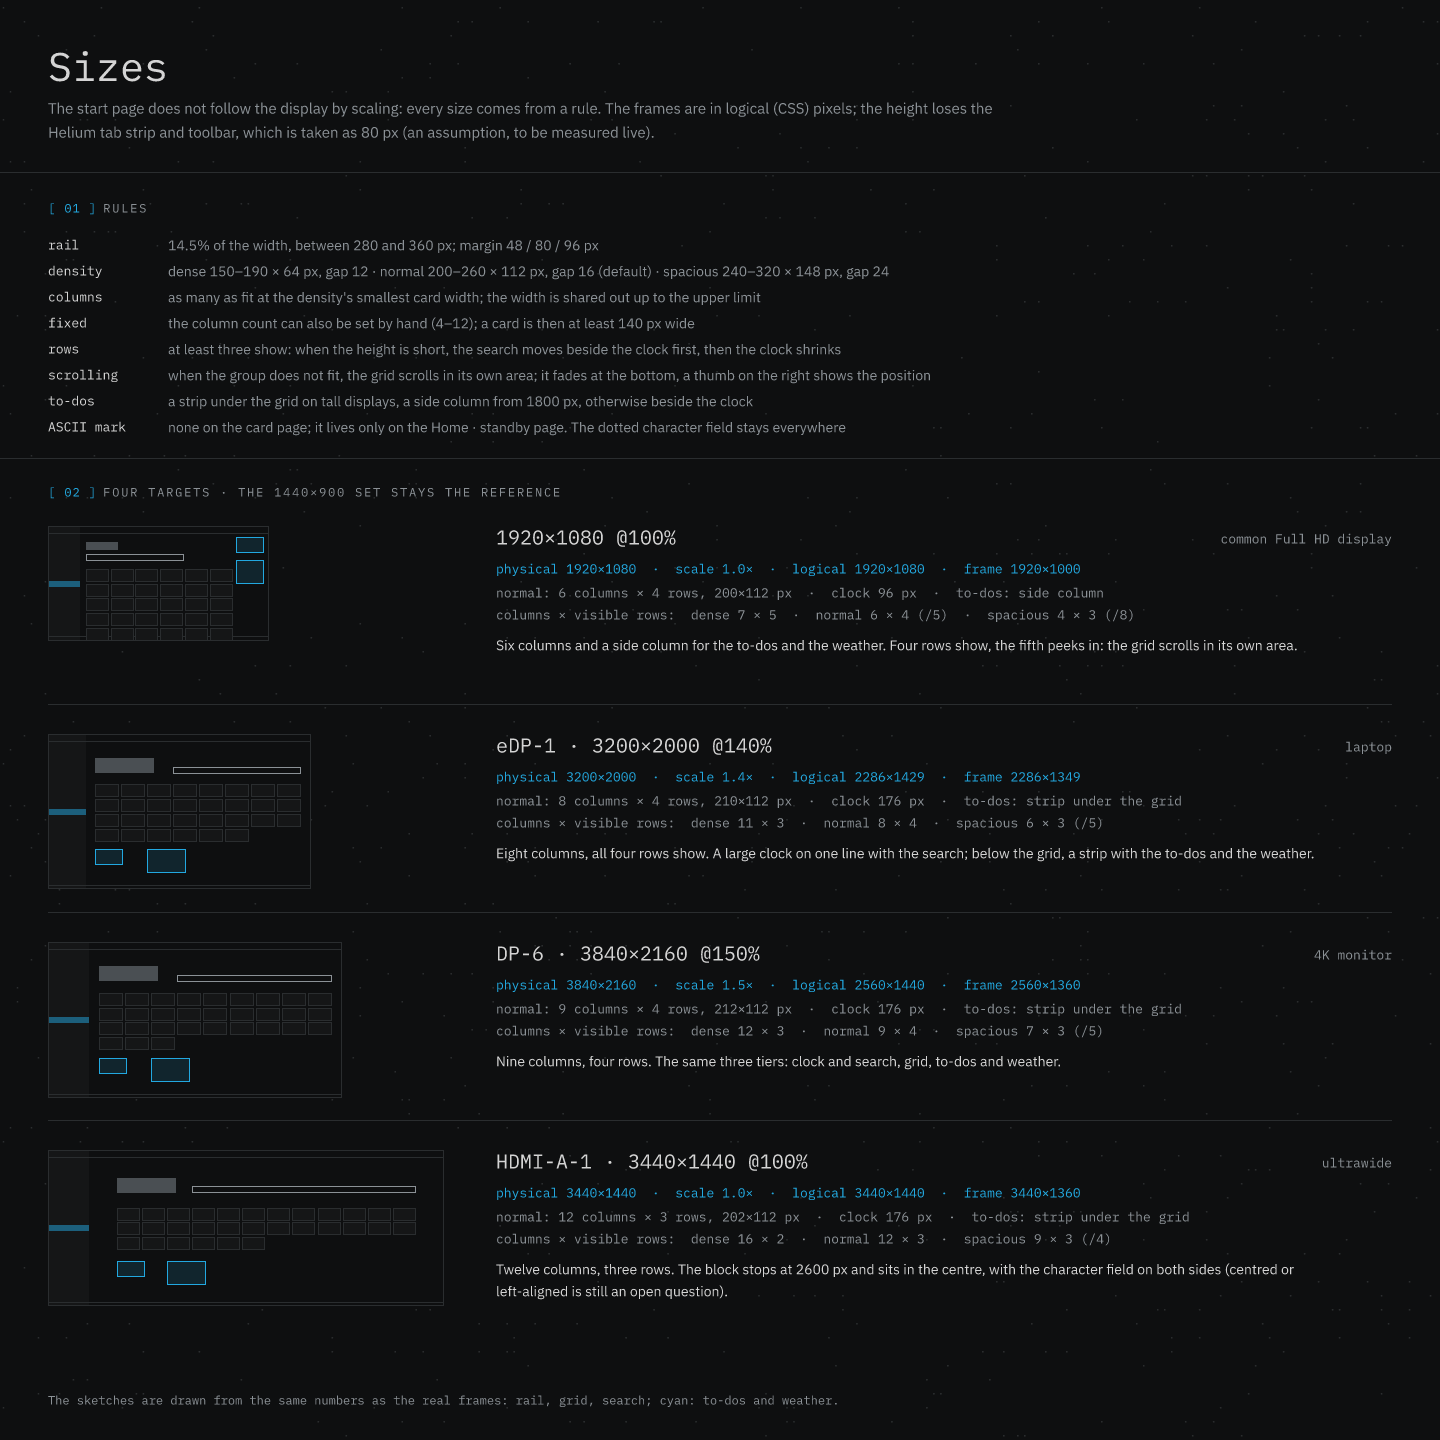 Sizes
The start page does not follow the display by scaling: every size comes from a rule. The frames are in logical (CSS) pixels; the height loses the
Helium tab strip and toolbar, which is taken as 80 px (an assumption, to be measured live).
[ 01 ] RULES
rail 14.5% of the width, between 280 and 360 px; margin 48 / 80 / 96 px
density dense 150–190 × 64 px, gap 12 · normal 200–260 × 112 px, gap 16 (default) · spacious 240–320 × 148 px, gap 24
columns as many as fit at the density's smallest card width; the width is shared out up to the upper limit
fixed the column count can also be set by hand (4–12); a card is then at least 140 px wide
rows at least three show: when the height is short, the search moves beside the clock first, then the clock shrinks
scrolling when the group does not fit, the grid scrolls in its own area; it fades at the bottom, a thumb on the right shows the position
to-dos a strip under the grid on tall displays, a side column from 1800 px, otherwise beside the clock
ASCII mark none on the card page; it lives only on the Home · standby page. The dotted character field stays everywhere
[ 02 ] FOUR TARGETS · THE 1440×900 SET STAYS THE REFERENCE
1920×1080 @100% common Full HD display
physical 1920×1080 · scale 1.0× · logical 1920×1080 · frame 1920×1000
normal: 6 columns × 4 rows, 200×112 px · clock 96 px · to-dos: side column
columns × visible rows: dense 7 × 5 · normal 6 × 4 (/5) · spacious 4 × 3 (/8)
Six columns and a side column for the to-dos and the weather. Four rows show, the fifth peeks in: the grid scrolls in its own area.
eDP-1 · 3200×2000 @140% laptop
physical 3200×2000 · scale 1.4× · logical 2286×1429 · frame 2286×1349
normal: 8 columns × 4 rows, 210×112 px · clock 176 px · to-dos: strip under the grid
columns × visible rows: dense 11 × 3 · normal 8 × 4 · spacious 6 × 3 (/5)
Eight columns, all four rows show. A large clock on one line with the search; below the grid, a strip with the to-dos and the weather.
DP-6 · 3840×2160 @150% 4K monitor
physical 3840×2160 · scale 1.5× · logical 2560×1440 · frame 2560×1360
normal: 9 columns × 4 rows, 212×112 px · clock 176 px · to-dos: strip under the grid
columns × visible rows: dense 12 × 3 · normal 9 × 4 · spacious 7 × 3 (/5)
Nine columns, four rows. The same three tiers: clock and search, grid, to-dos and weather.
HDMI-A-1 · 3440×1440 @100% ultrawide
physical 3440×1440 · scale 1.0× · logical 3440×1440 · frame 3440×1360
normal: 12 columns × 3 rows, 202×112 px · clock 176 px · to-dos: strip under the grid
columns × visible rows: dense 16 × 2 · normal 12 × 3 · spacious 9 × 3 (/4)
Twelve columns, three rows. The block stops at 2600 px and sits in the centre, with the character field on both sides (centred or
left-aligned is still an open question).
The sketches are drawn from the same numbers as the real frames: rail, grid, search; cyan: to-dos and weather.